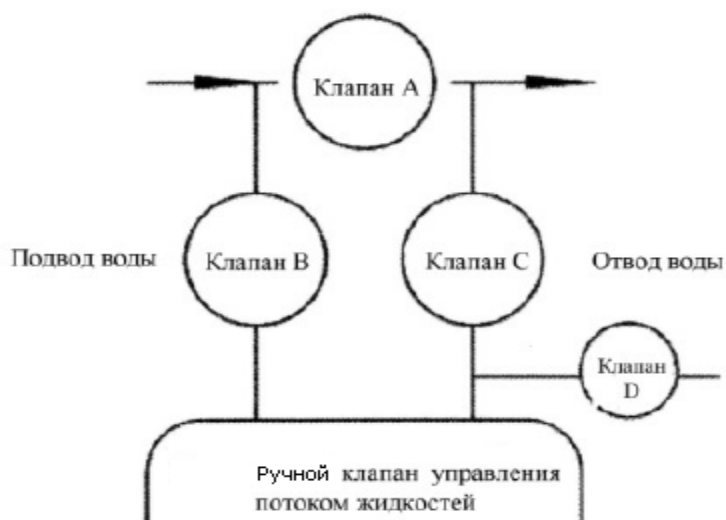 Клапан A
Подвод воды
Клапан B
Клапан C
Отвод воды
Клапан
D
Ручной клапан управления
потоком жидкостей